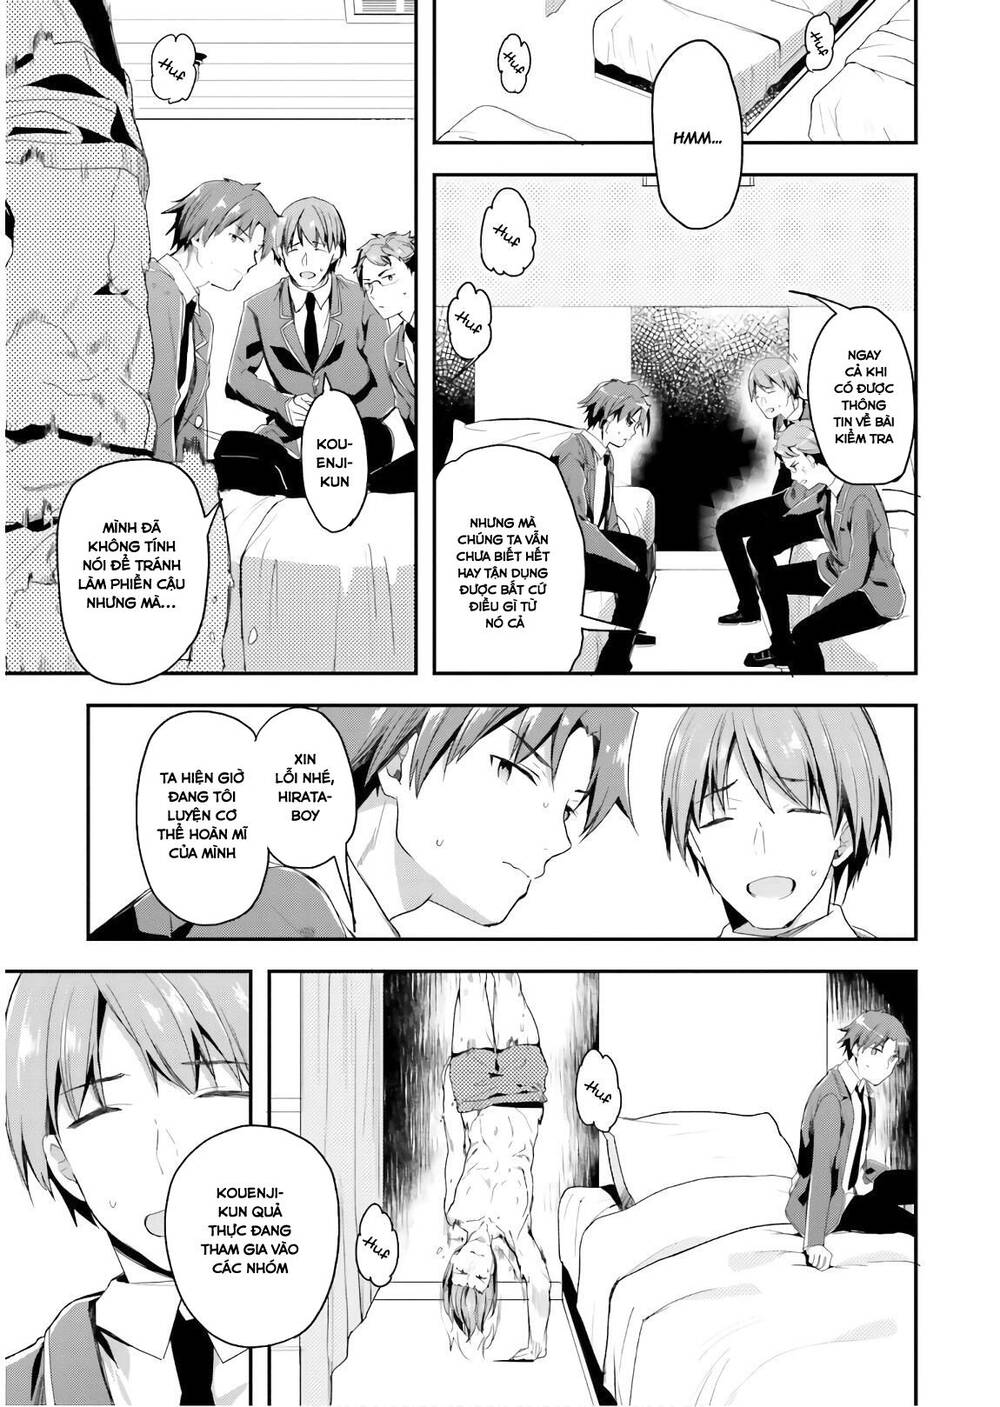 Huf
Huf
HMM...
NGAY
CẢ KHI
CÓ ĐƯỢC
THÔNG
TIN VỀ BÀI
KIỂM TRA
Huf
Huf
NHƯNG MÀ
CHÚNG TA VẪN
CHƯA BIẾT HẾT
HAY TẬN DỤNG
ĐƯỢC BẤT CỨ
ĐIỀU GÌ TỪ
NÓ CẢ
Huf
KOU-
ENJI-
KUN
MÌNH ĐÃ
KHÔNG TÍNH
NÓI ĐỂ TRÁNH
LÀM PHIỀN CẬU
NHƯNG MÀ...
XIN
LỖI NHÉ,
HIRATA-
BOY
TA HIỆN GIỜ
ĐANG TÔI
LUYỆN CƠ
THỂ HOÀN MĨ
CỦA MÌNH
Huf
Huf
KOUENJI-
KUN QUẢ
THỰC ĐANG
THAM GIA VÀO
CÁC NHÓM